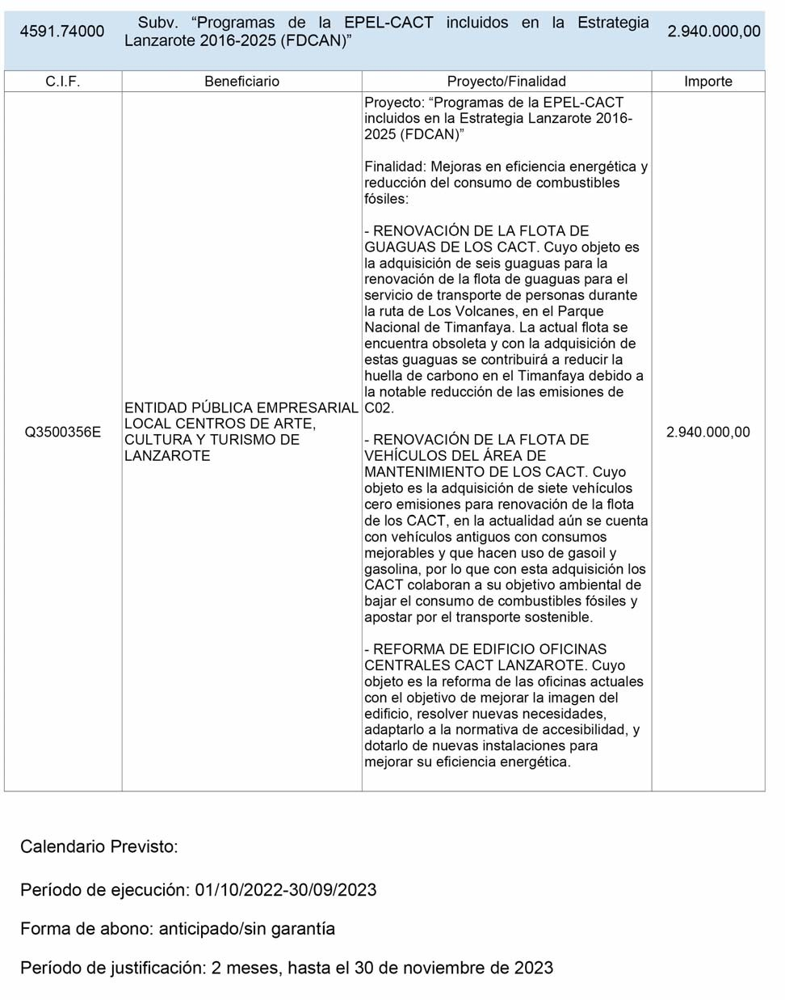 4591.74000
Subv. “Programas de la EPEL-CACT incluidos en la Estrategia
Lanzarote 2016-2025 (FDCAN)”
2.940.000,00
C.I.F.
Beneficiario
Proyecto/Finalidad
Importe
Q3500356E
ENTIDAD PÚBLICA EMPRESARIAL
LOCAL CENTROS DE ARTE,
CULTURA Y TURISMO DE
LANZAROTE
Proyecto: “Programas de la EPEL-CACT
incluidos en la Estrategia Lanzarote 2016-
2025 (FDCAN)”
Finalidad: Mejoras en eficiencia energética y
reducción del consumo de combustibles
fósiles:
- RENOVACIÓN DE LA FLOTA DE
GUAGUAS DE LOS CACT. Cuyo objeto es
la adquisición de seis guaguas para la
renovación de la flota de guaguas para el
servicio de transporte de personas durante
la ruta de Los Volcanes, en el Parque
Nacional de Timanfaya. La actual flota se
encuentra obsoleta y con la adquisición de
estas guaguas se contribuirá a reducir la
huella de carbono en el Timanfaya debido a
la notable reducción de las emisiones de
C02.
- RENOVACIÓN DE LA FLOTA DE
VEHÍCULOS DEL ÁREA DE
MANTENIMIENTO DE LOS CACT. Cuyo
objeto es la adquisición de siete vehículos
cero emisiones para renovación de la flota
de los CACT, en la actualidad aún se cuenta
con vehículos antiguos con consumos
mejorables y que hacen uso de gasoil y
gasolina, por lo que con esta adquisición los
CACT colaboran a su objetivo ambiental de
bajar el consumo de combustibles fósiles y
apostar por el transporte sostenible.
- REFORMA DE EDIFICIO OFICINAS
CENTRALES CACT LANZAROTE. Cuyo
objeto es la reforma de las oficinas actuales
con el objetivo de mejorar la imagen del
edificio, resolver nuevas necesidades,
adaptarlo a la normativa de accesibilidad, y
dotarlo de nuevas instalaciones para
mejorar su eficiencia energética.
2.940.000,00
Calendario Previsto:
Período de ejecución: 01/10/2022-30/09/2023
Forma de abono: anticipado/sin garantía
Período de justificación: 2 meses, hasta el 30 de noviembre de 2023